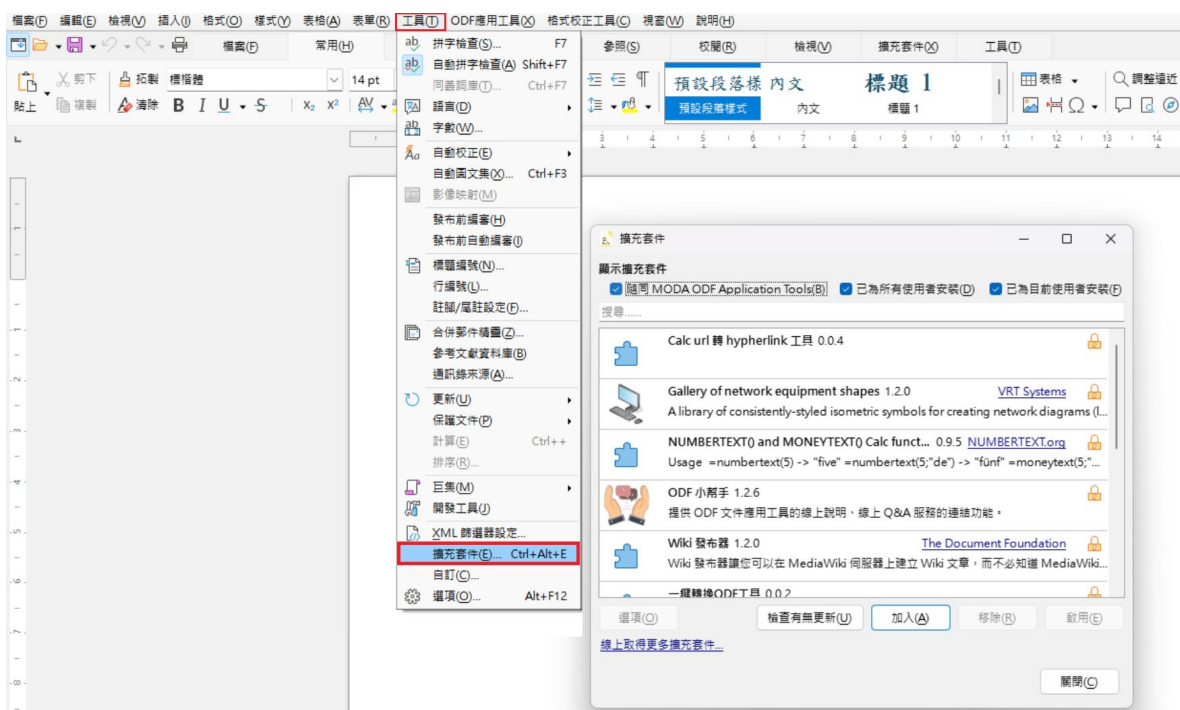 檔案(F) 編輯(E) 檢視(V) 插入(I) 格式(O) 樣式(Y) 表格(A) 表單(R) 工具(T) ODF應用工具(X) 格式校正工具(C) 視窗(W) 說明(H)
檔案(F) 常用(H) 參照(S) 校閱(R) 檢視(V) 擴充套件(X) 工具(T)
剪下 拓製 標楷體 14 pt 預設段落樣 內文 標題 1 表格 調整遠近
貼上 複製 清除 B I U S X₂ X² AV 預設段落樣式 內文 標題 1
3 4 5 6 7 8 9 10 11 12 13 14
拼字檢查(S)... F7
自動拼字檢查(A) Shift+F7
同義詞庫(T)... Ctrl+F7
語言(D)
字數(W)...
自動校正(E)
自動圖文集(X)... Ctrl+F3
影像映射(M)
發布前編審(H)
發布前自動編審(I)
標題編號(N)...
行編號(L)...
註腳/尾註設定(F)...
合併郵件精靈(Z)...
參考文獻資料庫(B)
通訊錄來源(A)...
更新(U)
保護文件(P)
計算(E) Ctrl++
排序(R)...
巨集(M)
開發工具(J)
XML 篩選器設定...
擴充套件(E)... Ctrl+Alt+E
自訂(C)...
選項(O)... Alt+F12
擴充套件
顯示擴充套件
隨同 MODA ODF Application Tools(B) 已為所有使用者安裝(D) 已為目前使用者安裝(F)
搜尋......
Calc url 轉 hypherlink 工具 0.0.4
Gallery of network equipment shapes 1.2.0 VRT Systems
A library of consistently-styled isometric symbols for creating network diagrams (l...
NUMBERTEXT() and MONEYTEXT() Calc funct... 0.9.5 NUMBERTEXT.org
Usage =numbertext(5) -> "five" =numbertext(5;"de") -> "fünf" =moneytext(5;"...
ODF 小幫手 1.2.6
提供 ODF 文件應用工具的線上說明、線上 Q&A 服務的連結功能。
Wiki 發布器 1.2.0 The Document Foundation
Wiki 發布器讓您可以在 MediaWiki 伺服器上建立 Wiki 文章，而不必知道 MediaWiki...
一鍵轉換ODF工具 0.0.2
選項(O) 檢查有無更新(U) 加入(A) 移除(R) 啟用(E)
線上取得更多擴充套件...
關閉(C)